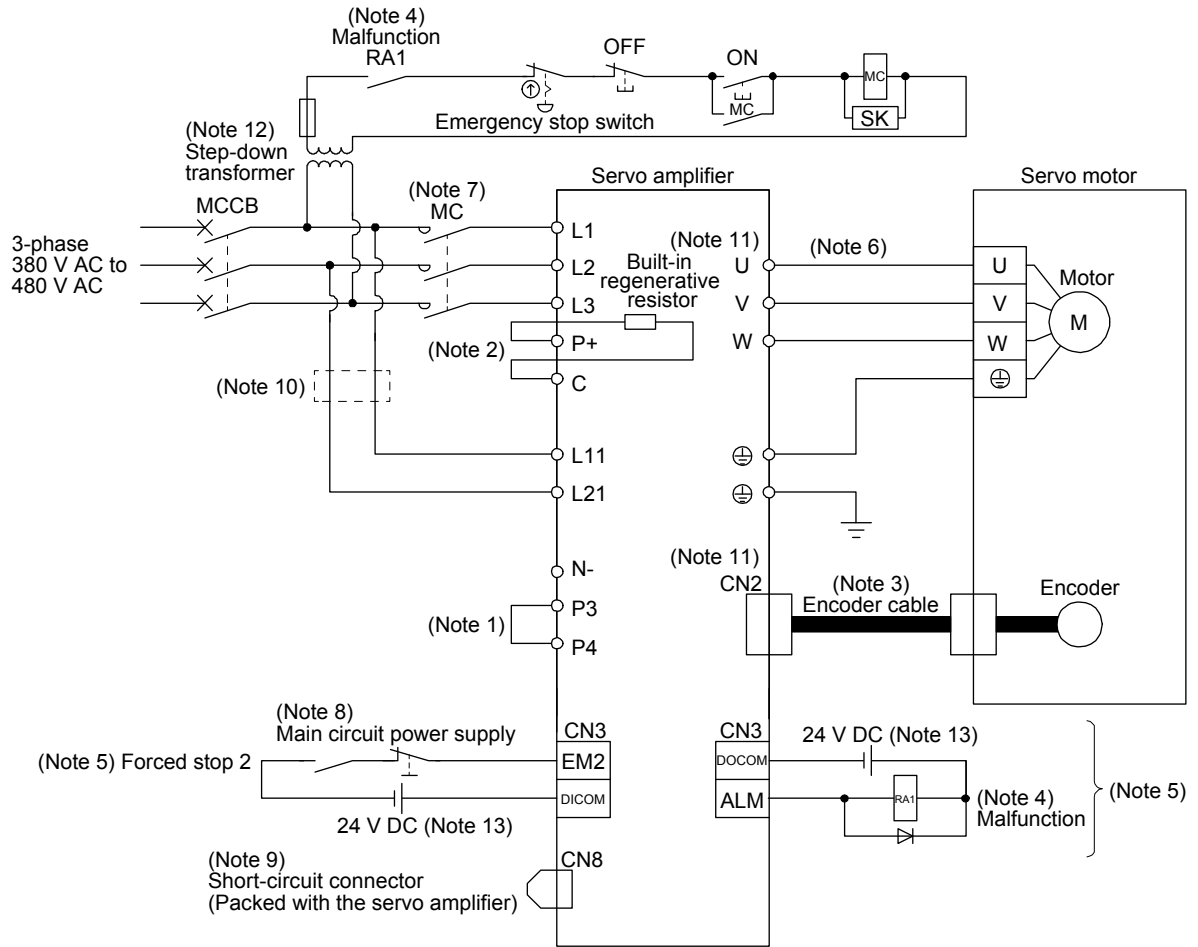 (Note 4)
Malfunction
RA1
OFF
ON
MC
MC
SK
Emergency stop switch
(Note 12)
Step-down
transformer
MCCB
(Note 7)
MC
3-phase
380 V AC to
480 V AC
Servo amplifier
Servo motor
L1
L2
L3
P+
C
(Note 2)
(Note 10)
Built-in
regenerative
resistor
(Note 11)
U
V
W
(Note 6)
U
V
W
Motor
M
L11
L21
N-
P3
P4
(Note 1)
(Note 11)
CN2
(Note 3)
Encoder cable
Encoder
(Note 8)
Main circuit power supply
(Note 5) Forced stop 2
24 V DC (Note 13)
CN3
EM2
DICOM
CN3
DOCOM
ALM
24 V DC (Note 13)
RA1
(Note 4)
Malfunction
(Note 5)
(Note 9)
Short-circuit connector
(Packed with the servo amplifier)
CN8